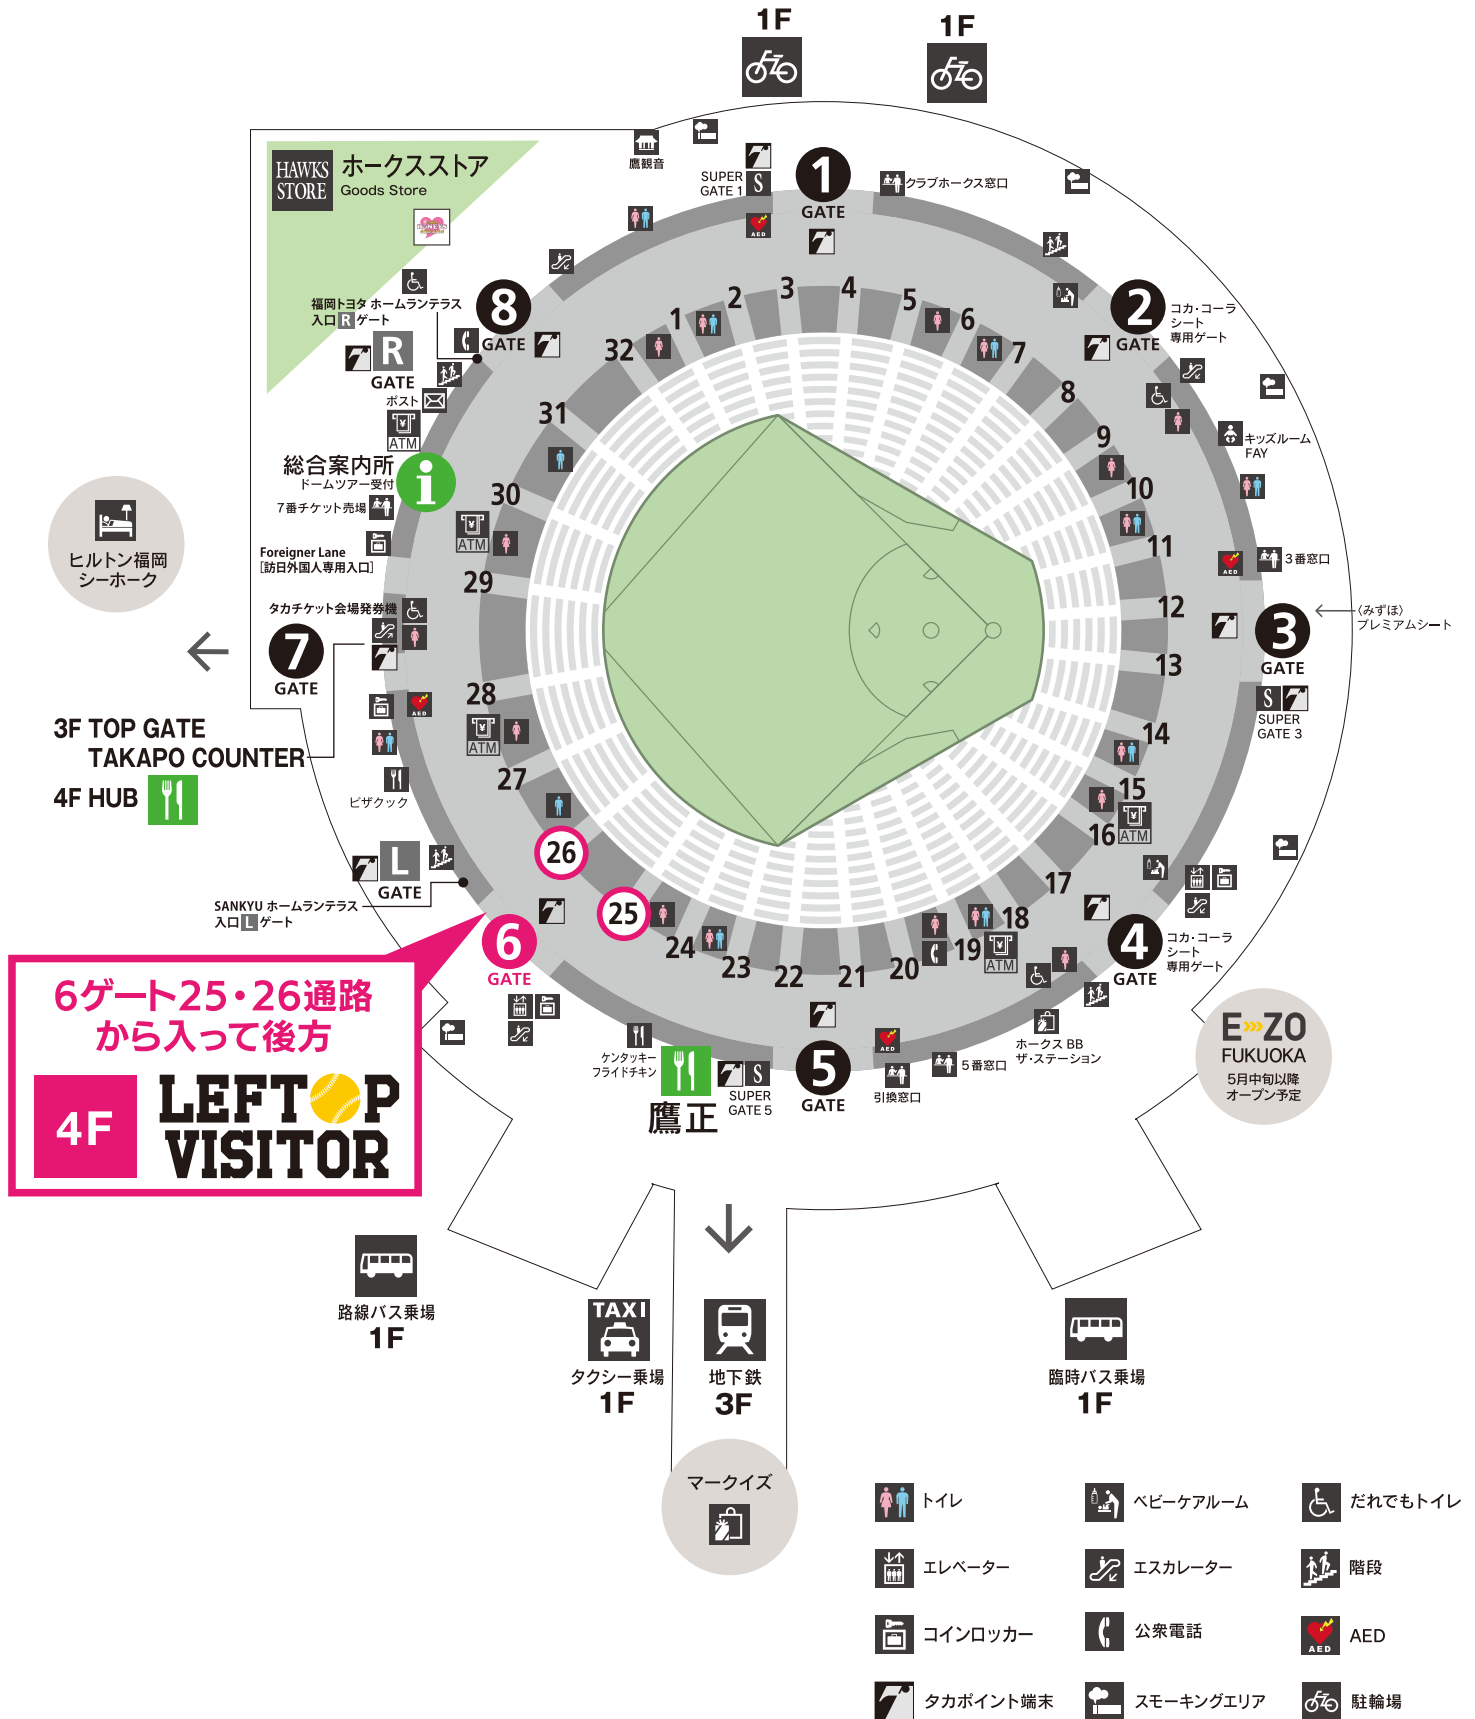 1F
1F
HAWKS
STORE
ホークスストア
Goods Store
鷹観音
SUPER
GATE 1
S
1
GATE
クラブホークス窓口
AED
福岡トヨタ ホームランテラス
入口 R ゲート
R
GATE
8
GATE
2
GATE
コカ・コーラ
シート
専用ゲート
ポスト
ATM
総合案内所
ドームツアー受付
i
7番チケット売場
キッズルーム
FAY
ヒルトン福岡
シーホーク
Foreigner Lane
[訪日外国人専用入口]
タカチケット会場発券機
7
GATE
AED
3番窓口
3
GATE
〈みずほ〉
プレミアムシート
S
SUPER
GATE 3
3F TOP GATE
TAKAPO COUNTER
4F HUB
AED
ピザクック
L
GATE
SANKYU ホームランテラス
入口 L ゲート
1
2
3
4
5
6
7
8
9
10
11
12
13
14
15
ATM
16
17
18
ATM
19
20
21
22
23
24
25
26
27
28
ATM
29
ATM
30
31
32
6
GATE
6ゲート25・26通路
から入って後方
4F
LEFT TOP
VISITOR
ケンタッキー
フライドチキン
鷹正
S
SUPER
GATE 5
5
GATE
AED
引換窓口
5番窓口
ホークス BB
ザ・ステーション
4
GATE
コカ・コーラ
シート
専用ゲート
E»»ZO
FUKUOKA
5月中旬以降
オープン予定
路線バス乗場
1F
TAXI
タクシー乗場
1F
地下鉄
3F
臨時バス乗場
1F
マークイズ
トイレ
ベビーケアルーム
だれでもトイレ
エレベーター
エスカレーター
階段
コインロッカー
公衆電話
AED
AED
タカポイント端末
スモーキングエリア
駐輪場